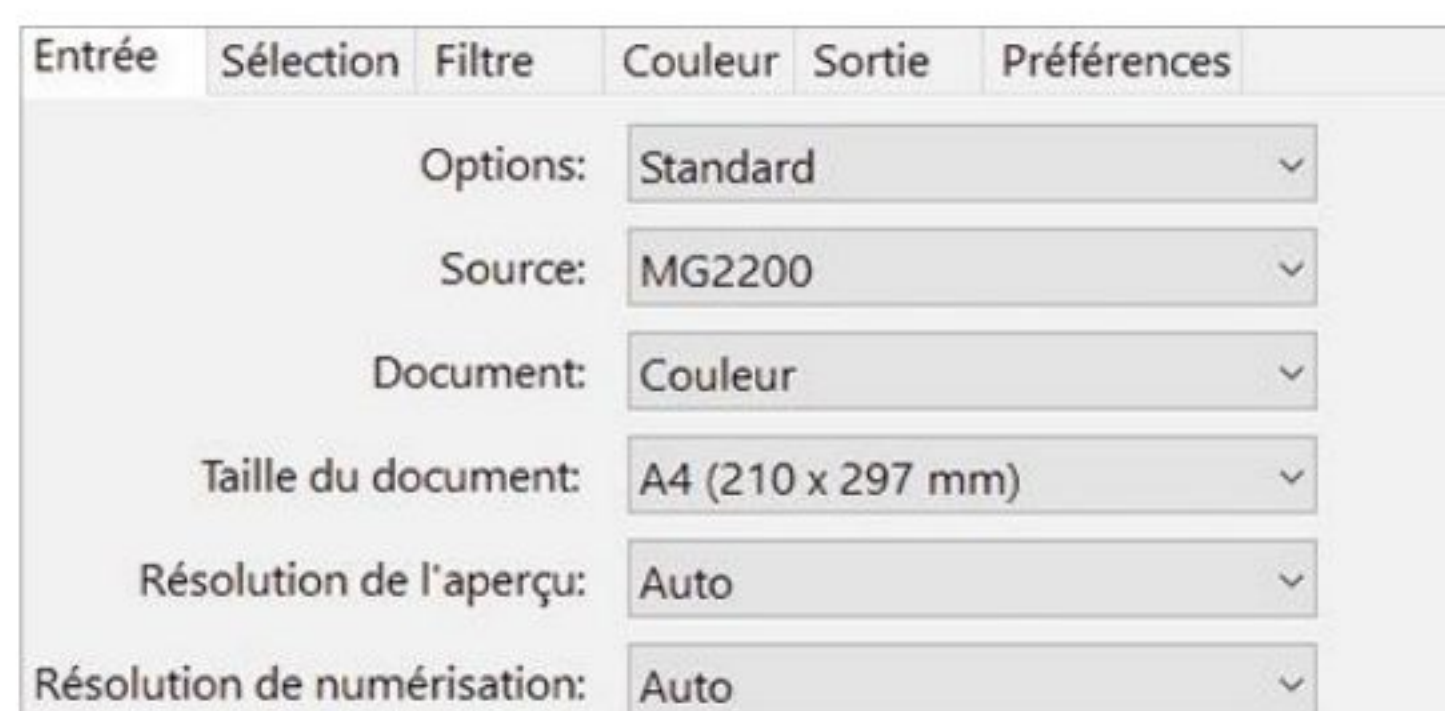 Entrée Sélection Filtre Couleur Sortie Préférences
Options: Standard
Source: MG2200
Document: Couleur
Taille du document: A4 (210 x 297 mm)
Résolution de l'aperçu: Auto
Résolution de numérisation: Auto